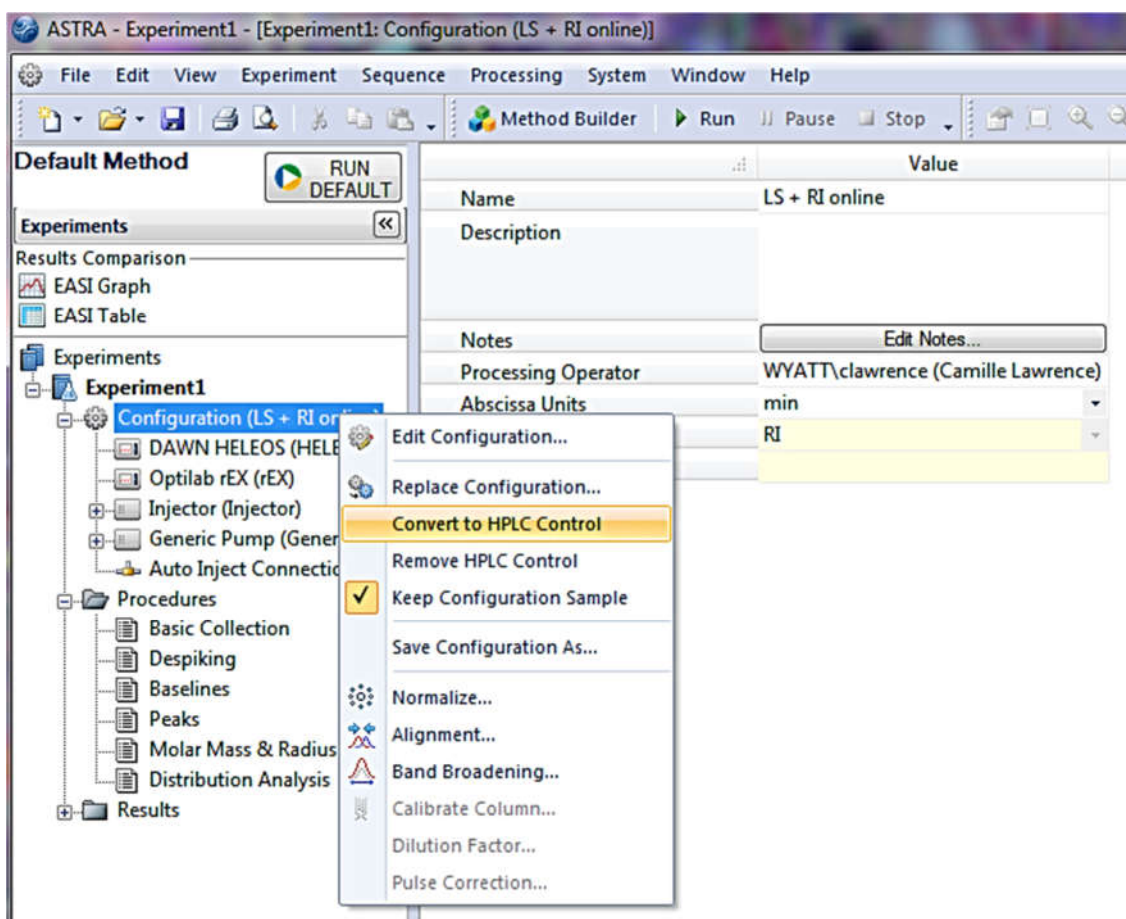 ASTRA - Experiment1 - [Experiment1: Configuration (LS + RI online)]
File Edit View Experiment Sequence Processing System Window Help
Method Builder Run Pause Stop
Default Method
RUN
DEFAULT
Experiments
Results Comparison
EASI Graph
EASI Table
Experiments
Experiment1
Configuration (LS + RI online)
DAWN HELEOS (HELE
Optilab rEX (rEX)
Injector (Injector)
Generic Pump (Gener
Auto Inject Connectio
Procedures
Basic Collection
Despiking
Baselines
Peaks
Molar Mass & Radius
Distribution Analysis
Results
Value
Name LS + RI online
Description
Notes Edit Notes...
Processing Operator WYATT\clawrence (Camille Lawrence)
Abscissa Units min
RI
Edit Configuration...
Replace Configuration...
Convert to HPLC Control
Remove HPLC Control
Keep Configuration Sample
Save Configuration As...
Normalize...
Alignment...
Band Broadening...
Calibrate Column...
Dilution Factor...
Pulse Correction...